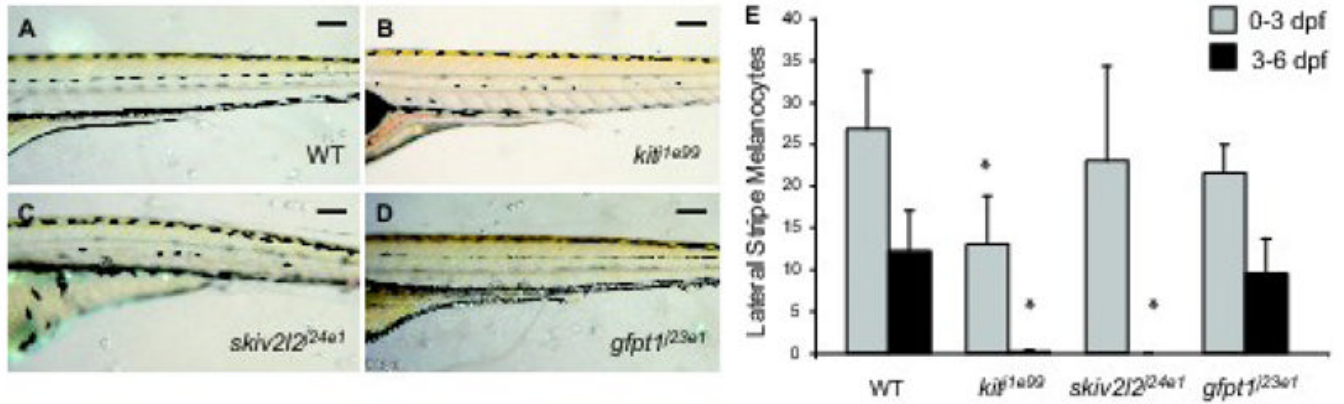 A
WT
B
kit^j1e99
C
skiv2l2^j24e1
D
gfpt1^j23e1
E
Lateral Stripe Melanocytes
40
35
30
25
20
15
10
5
0
0-3 dpf
3-6 dpf
*
*
*
WT
kit^j1e99
skiv2l2^j24e1
gfpt1^j23e1